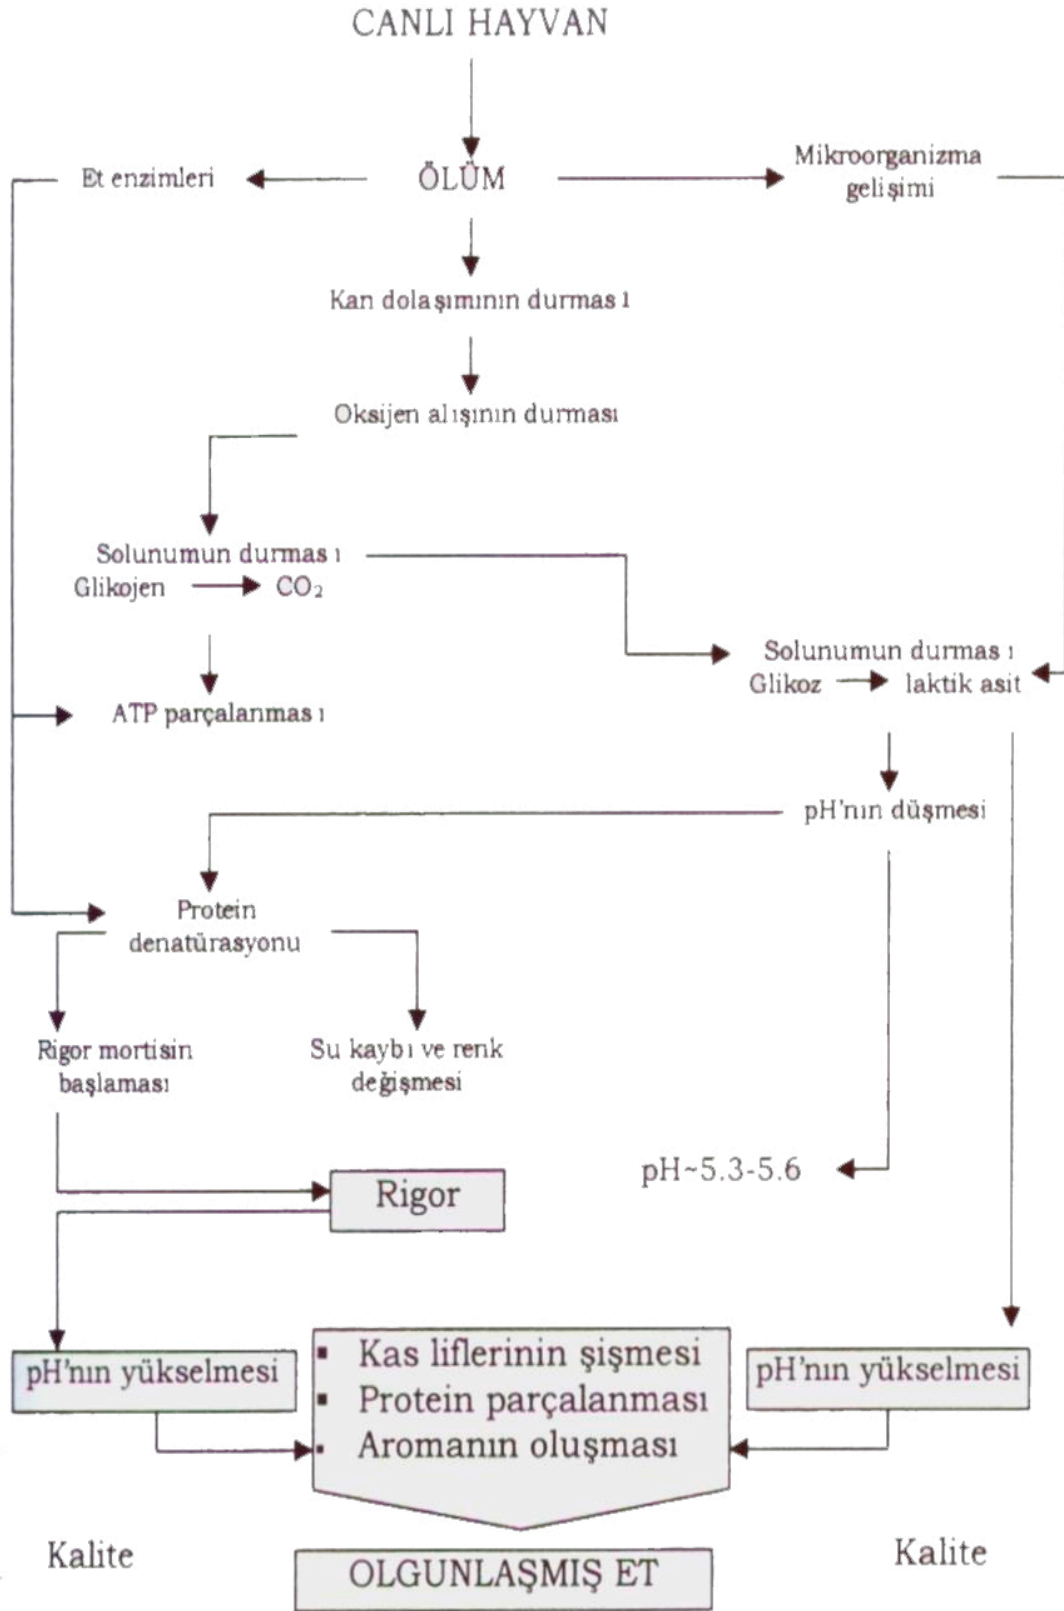 CANLI HAYVAN
Et enzimleri
ÖLÜM
Mikroorganizma
gelişimi
Kan dolaşımının durması
Oksijen alışının durması
Solunumun durması
Glikojen
CO₂
Solunumun durması
Glikoz
laktik asit
ATP parçalanması
pH'nın düşmesi
Protein
denatürasyonu
Rigor mortisin
başlaması
Su kaybı ve renk
değişmesi
pH~5.3-5.6
Rigor
pH'nın yükselmesi
▪ Kas liflerinin şişmesi
▪ Protein parçalanması
▪ Aromanın oluşması
pH'nın yükselmesi
Kalite
OLGUNLAŞMIŞ ET
Kalite